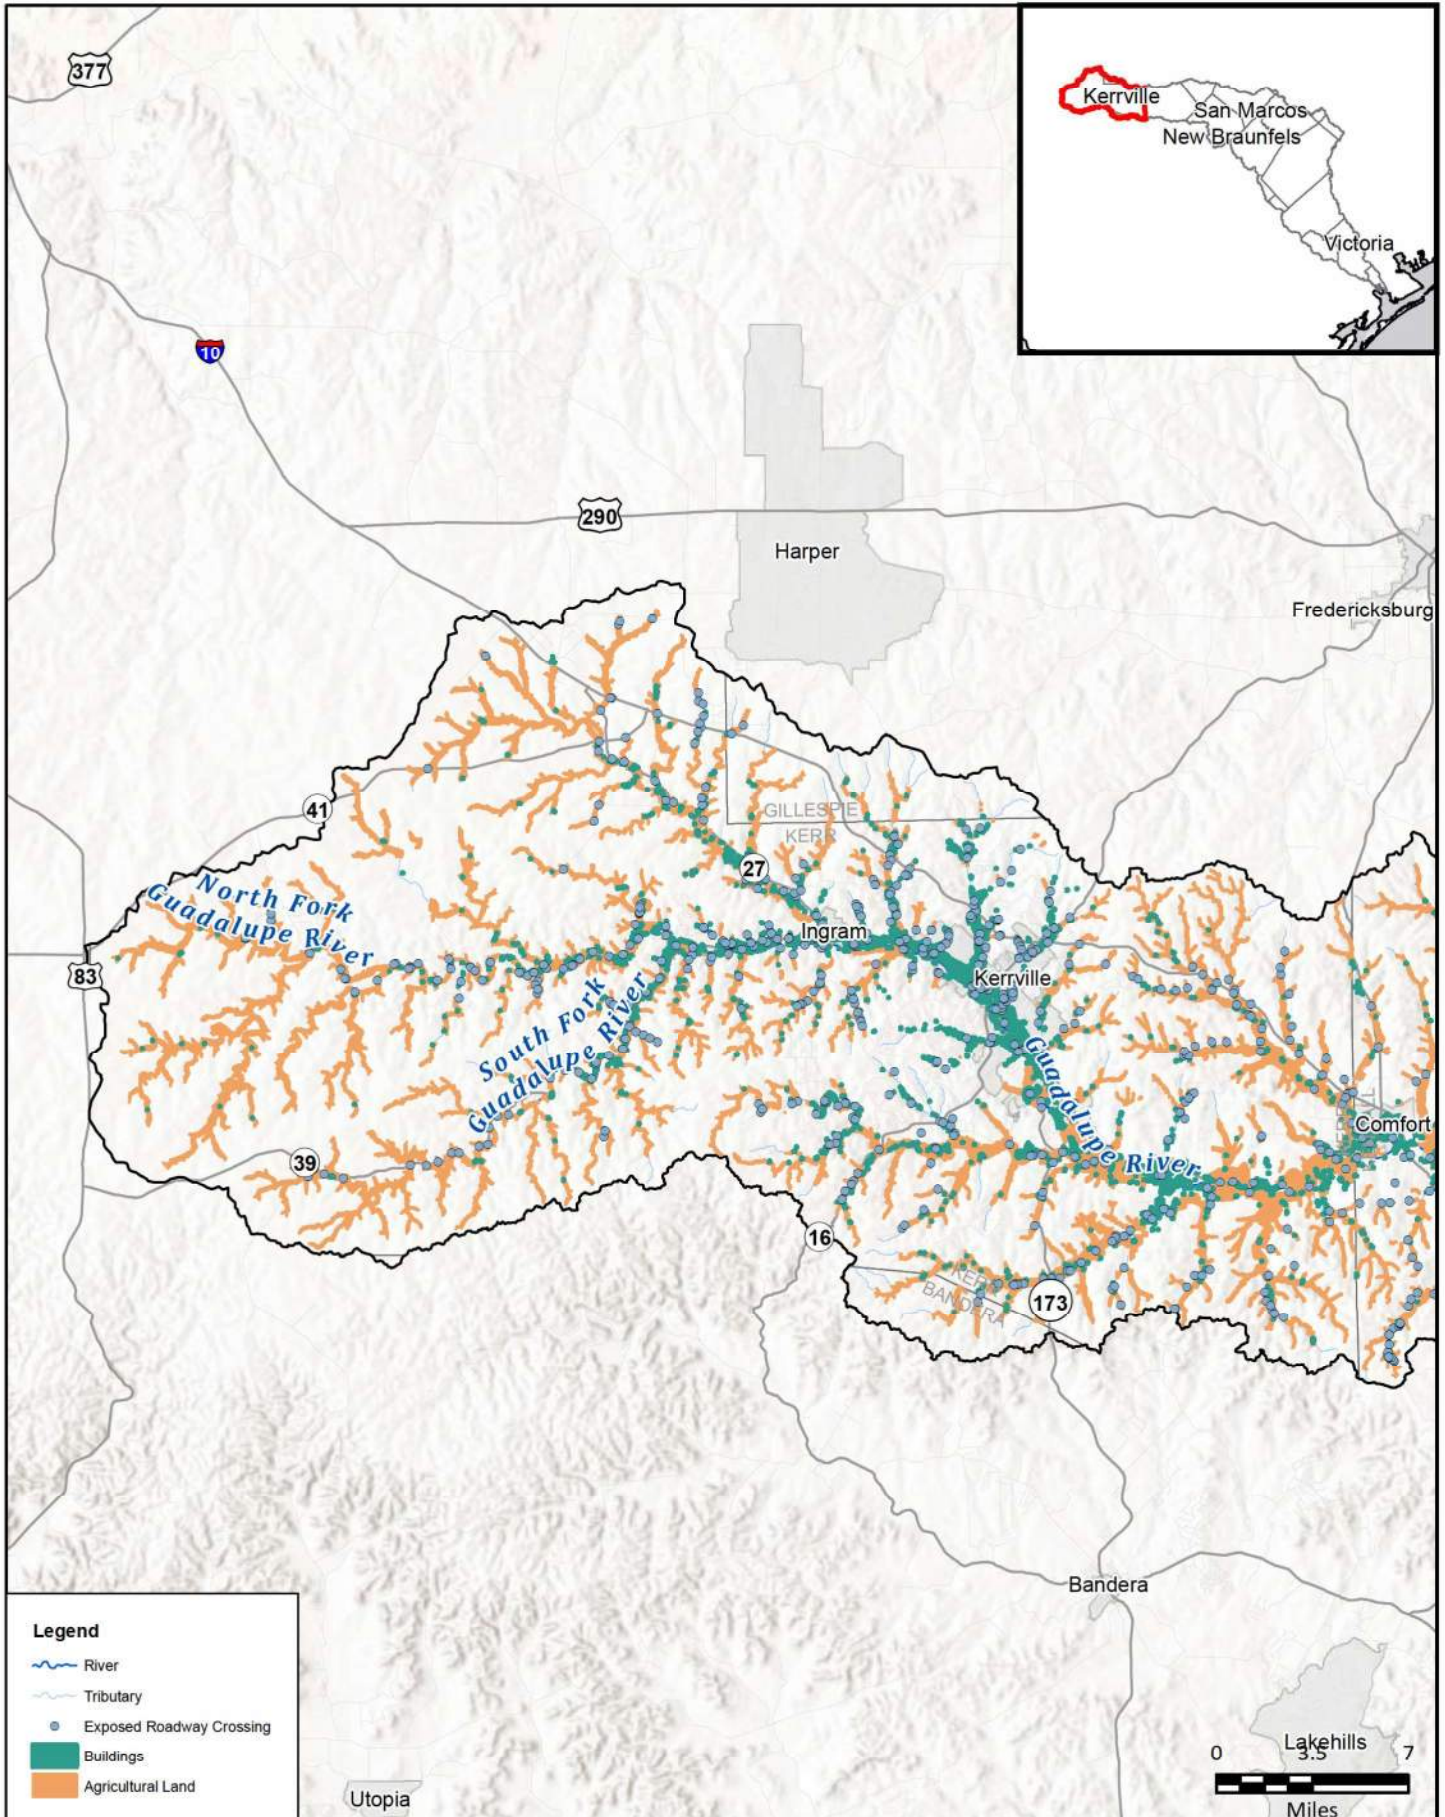 377
Kerrville
San Marcos
New Braunfels
Victoria
10
290
Harper
Fredericksburg
41
GILLESPIE
KERR
27
North Fork
Guadalupe River
Ingram
83
Kerrville
South Fork
Guadalupe River
Guadalupe River
Comfort
39
16
KERR
BANDERA
173
Bandera
Legend
River
Tributary
Exposed Roadway Crossing
Buildings
Agricultural Land
Utopia
Lakehills
0 3.5 7
Miles